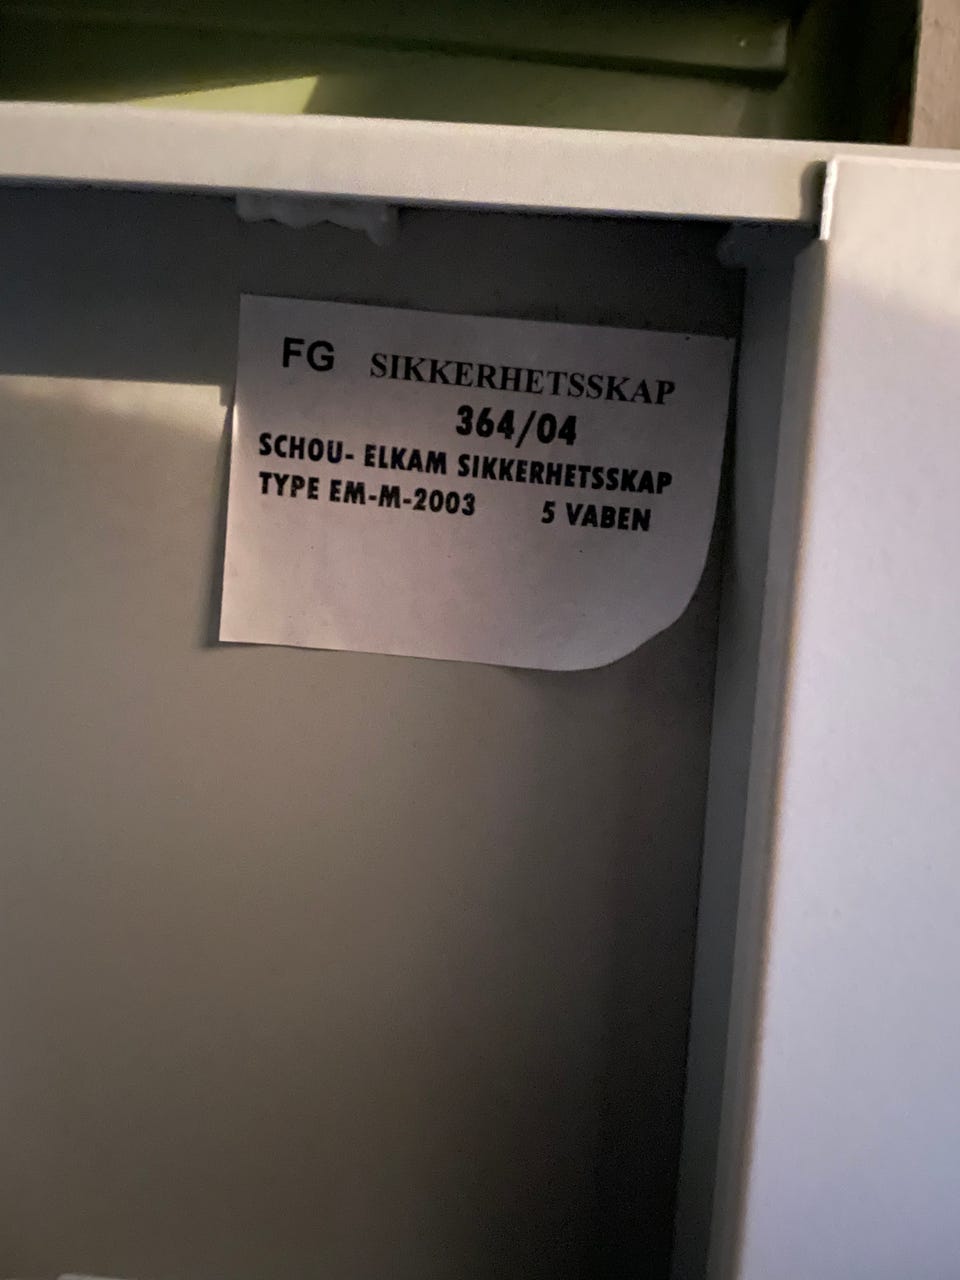 FG SIKKERHETSSKAP
364/04
SCHOU- ELKAM SIKKERHETSSKAP
TYPE EM-M-2003 5 VABEN